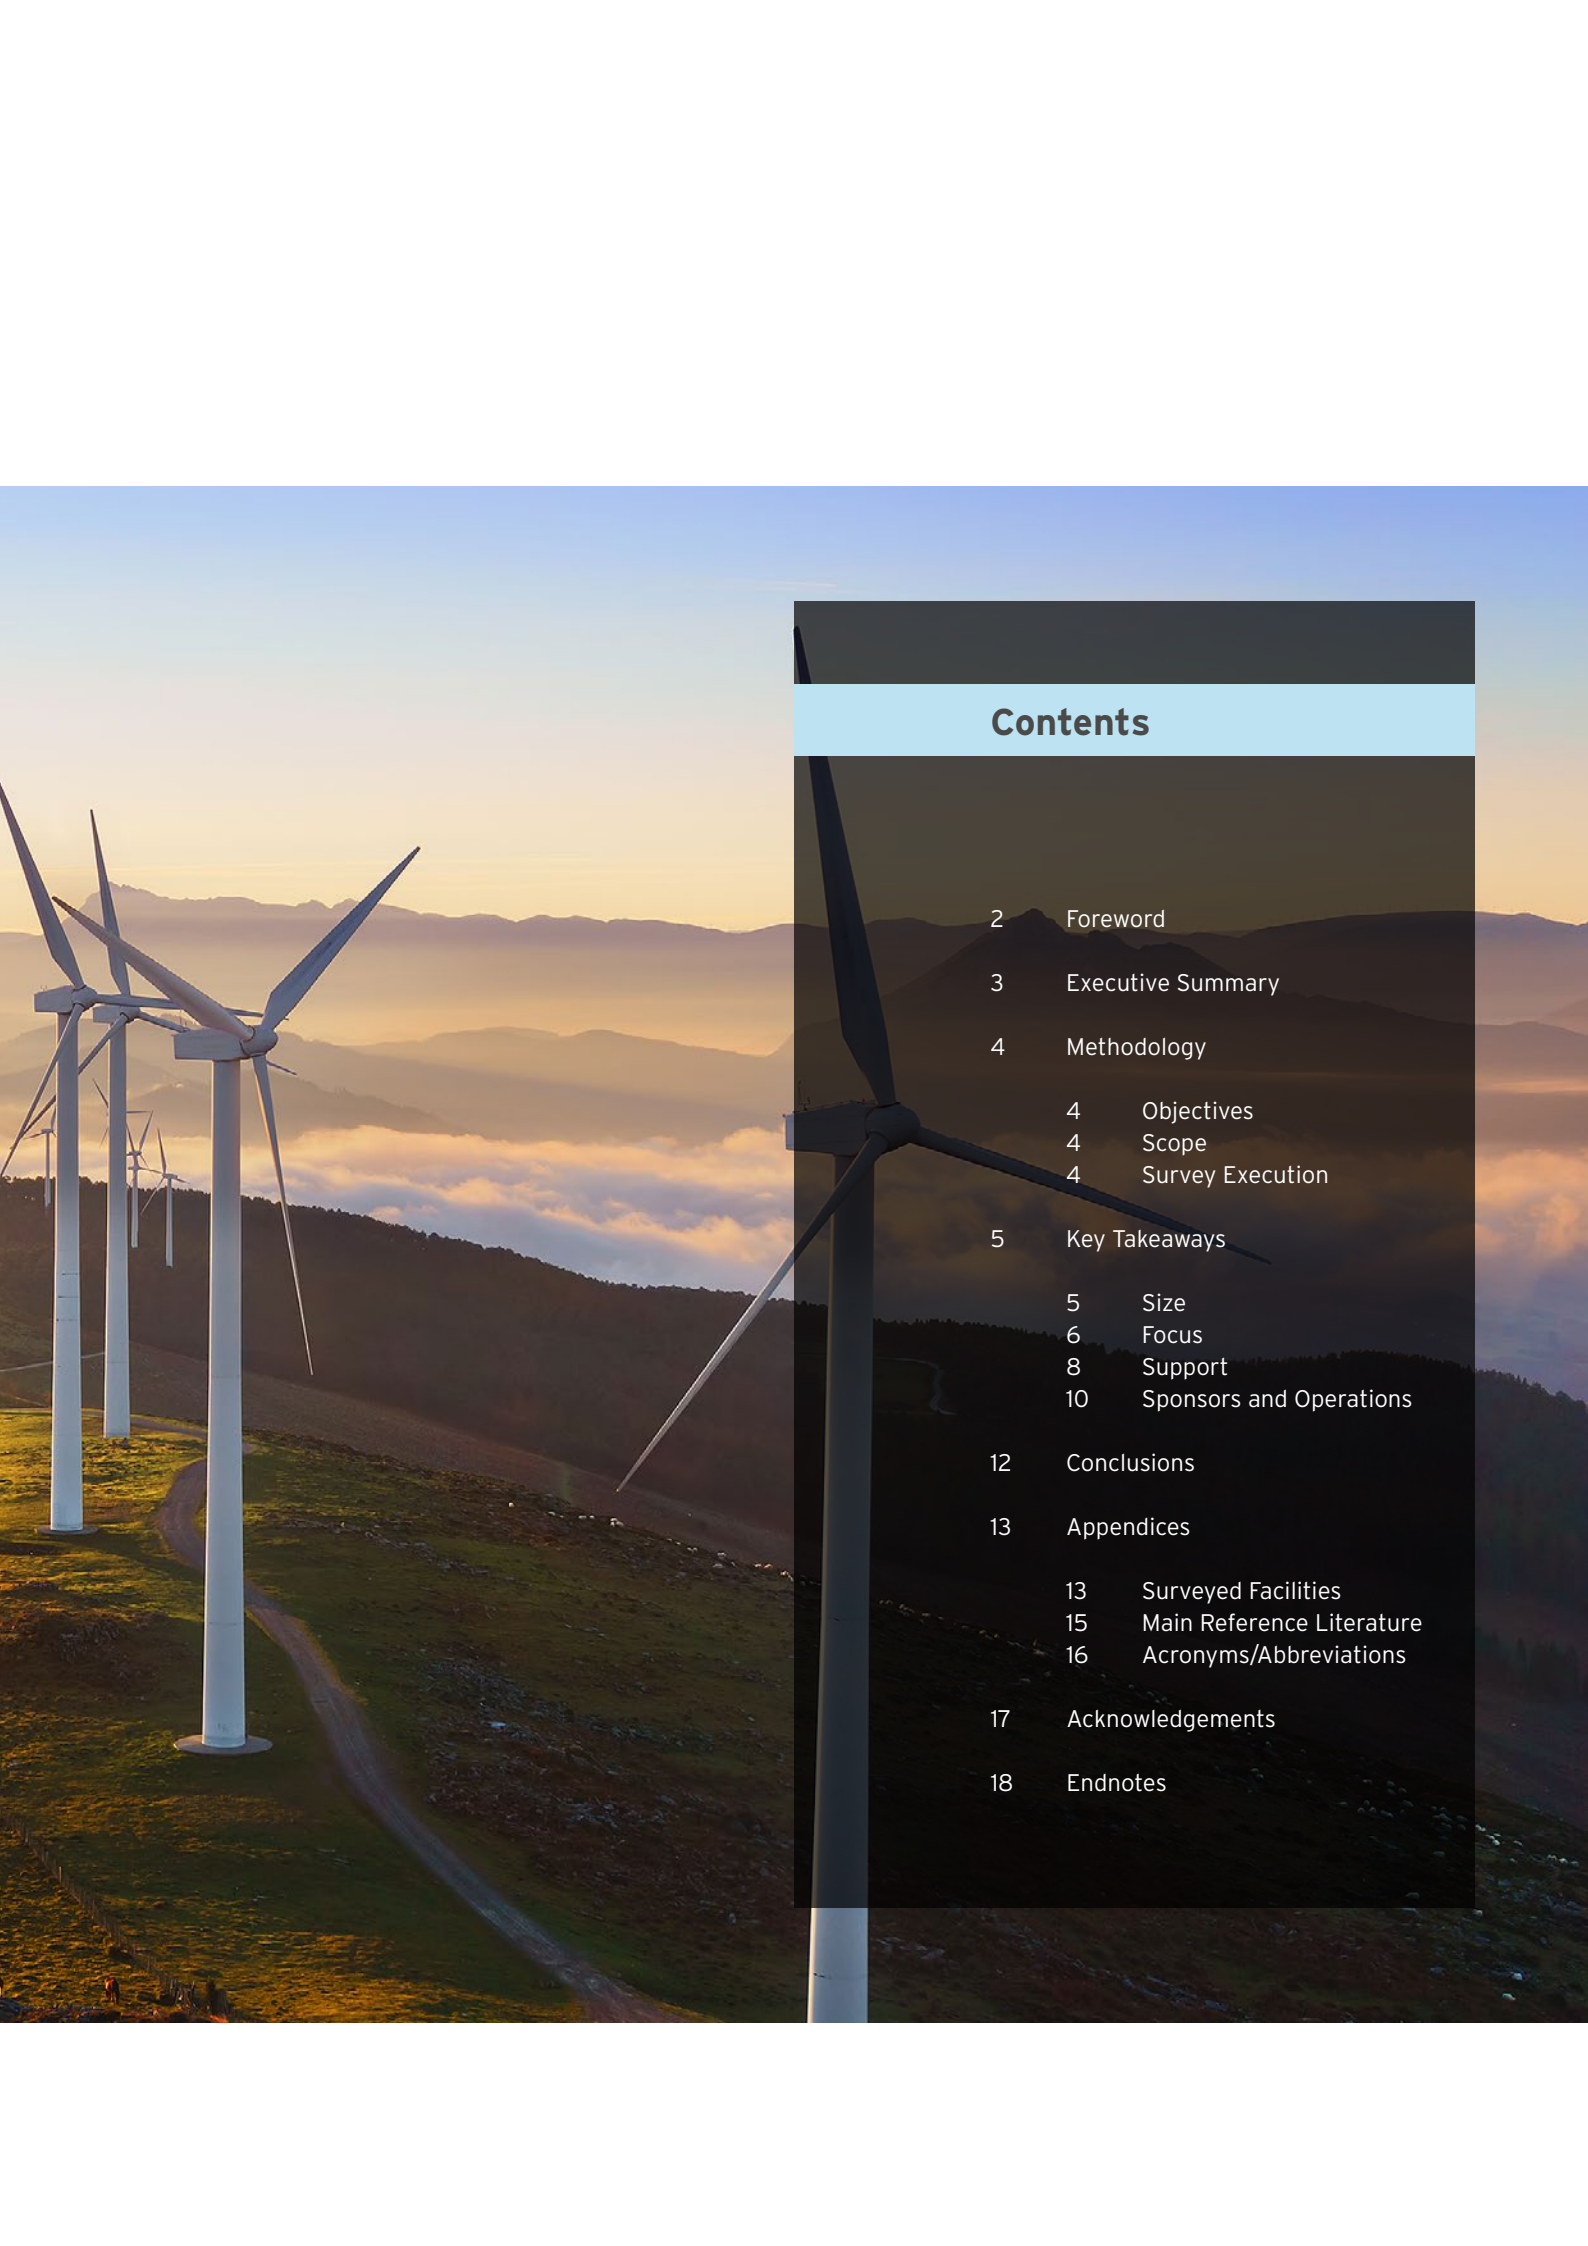 Contents
2 Foreword
3 Executive Summary
4 Methodology
4 Objectives
4 Scope
4 Survey Execution
5 Key Takeaways
5 Size
6 Focus
8 Support
10 Sponsors and Operations
12 Conclusions
13 Appendices
13 Surveyed Facilities
15 Main Reference Literature
16 Acronyms/Abbreviations
17 Acknowledgements
18 Endnotes